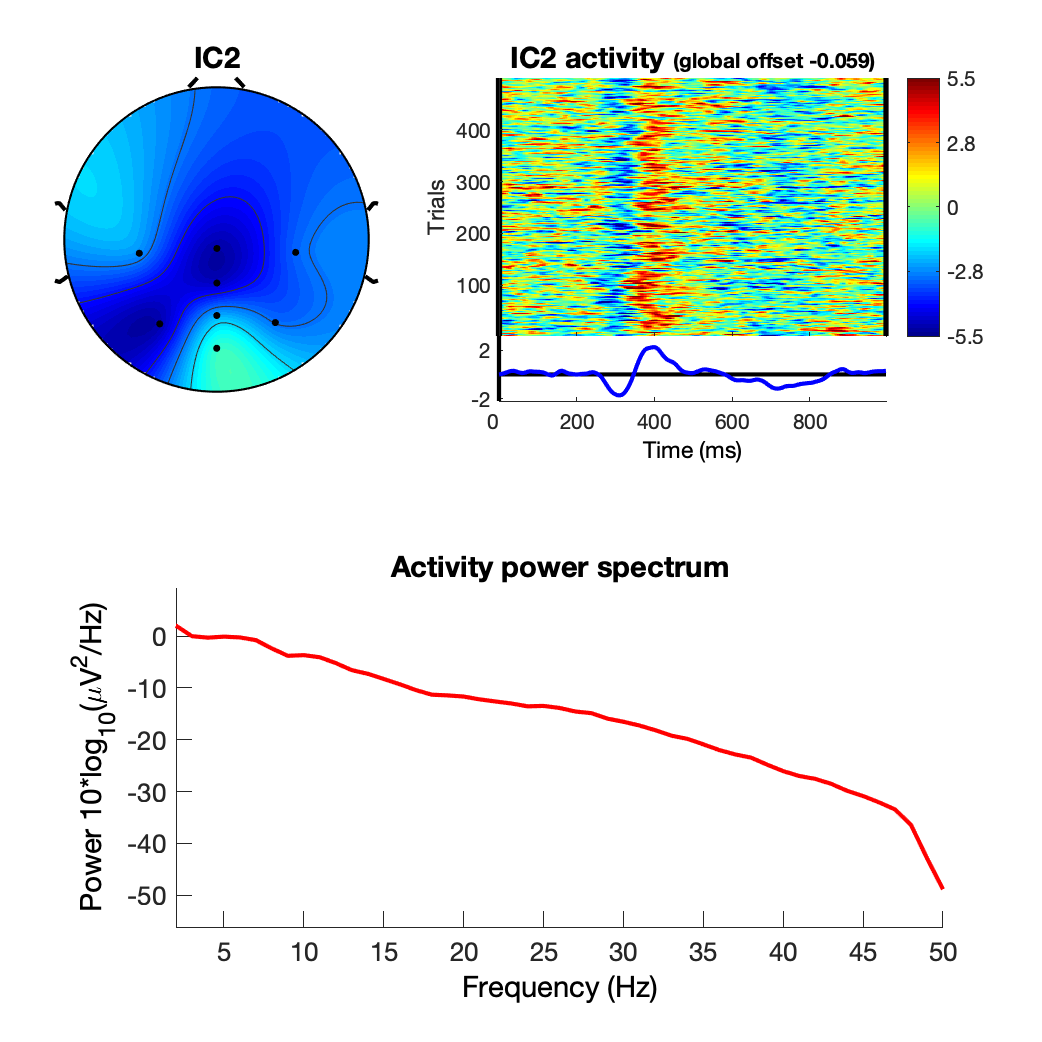 IC2
IC2 activity (global offset -0.059)
Trials
400
300
200
100
5.5
2.8
0
-2.8
-5.5
2
-2
0 200 400 600 800
Time (ms)
Activity power spectrum
Power 10*log10(μV2/Hz)
0
-10
-20
-30
-40
-50
5 10 15 20 25 30 35 40 45 50
Frequency (Hz)